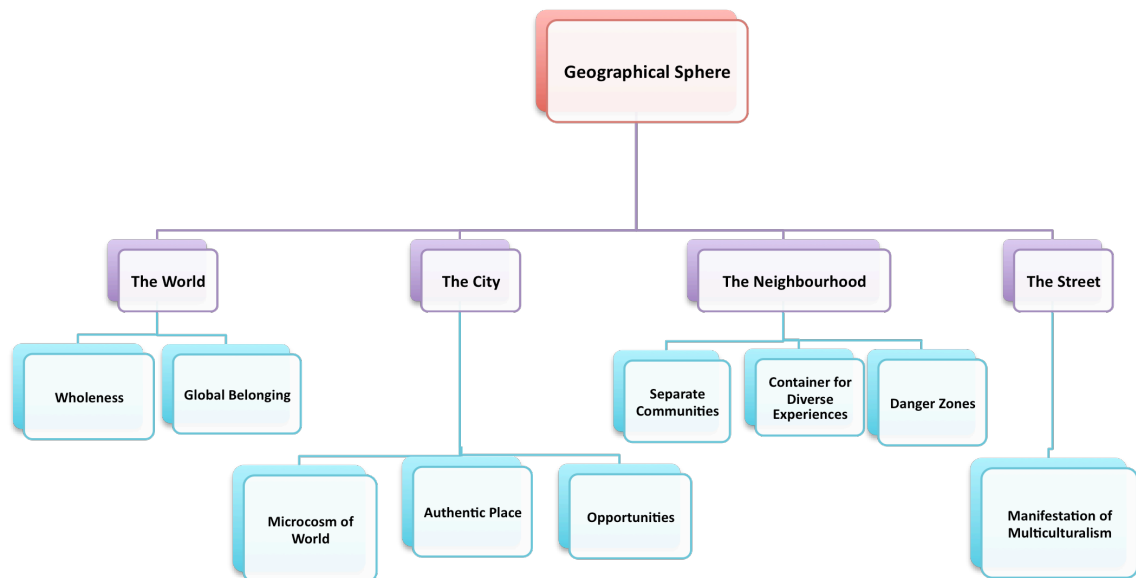 Geographical Sphere
The World
The City
The Neighbourhood
The Street
Wholeness
Global Belonging
Separate
Communities
Container for
Diverse
Experiences
Danger Zones
Microcosm of
World
Authentic Place
Opportunities
Manifestation of
Multiculturalism